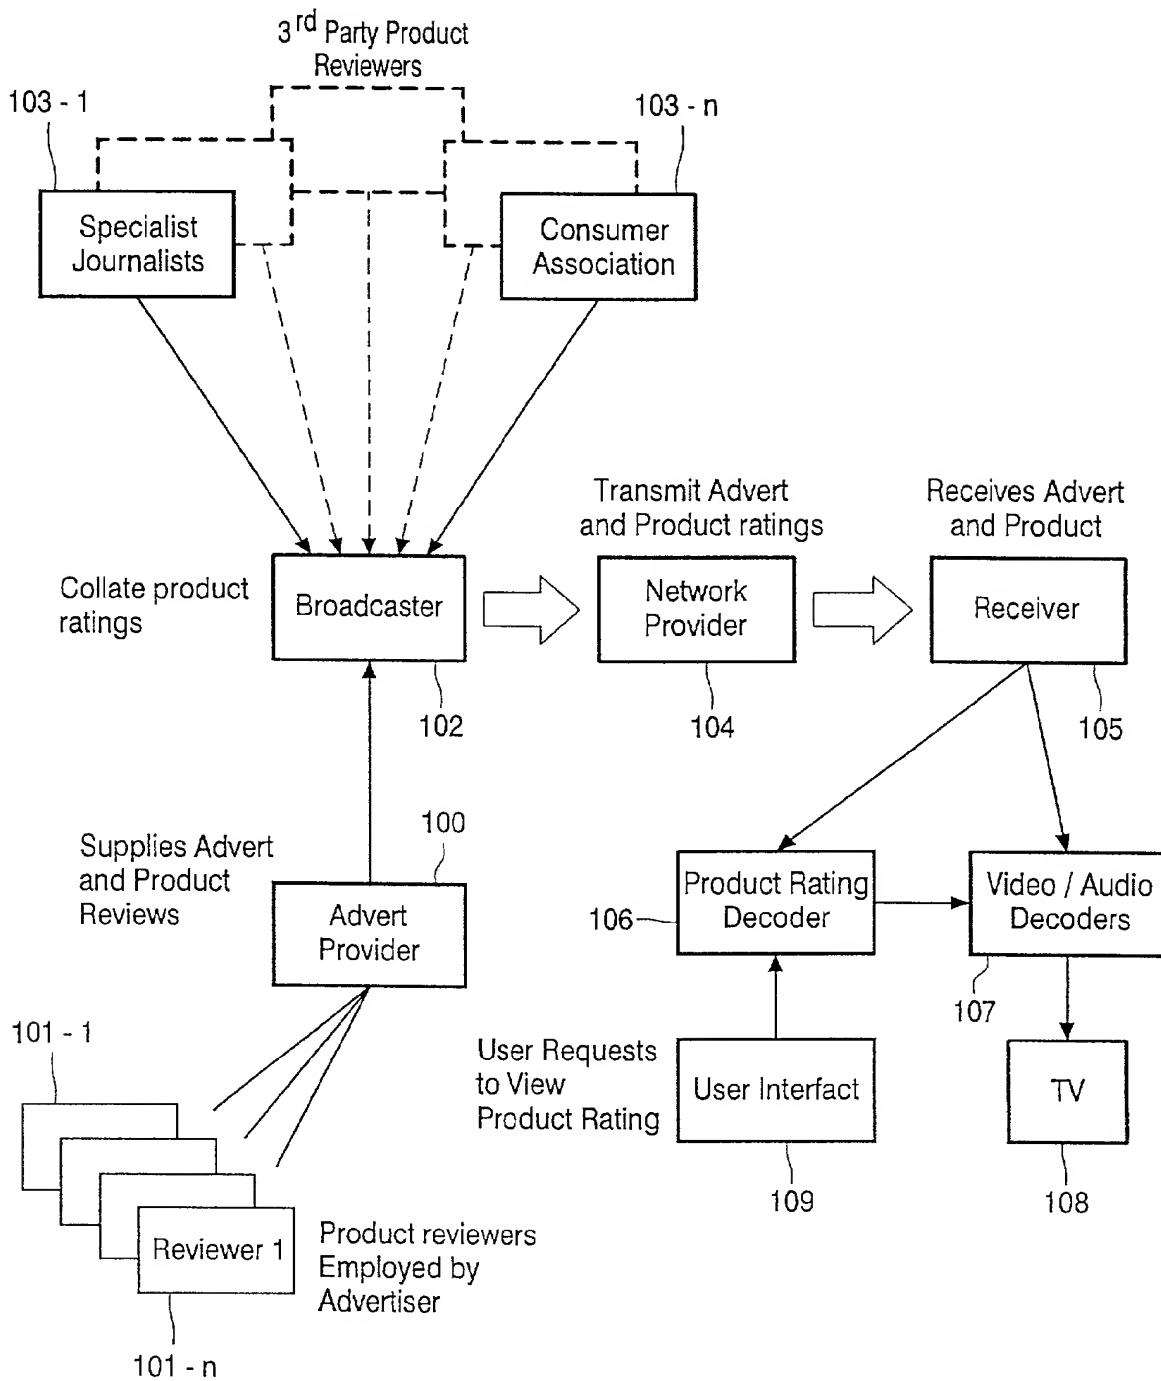 3rd Party Product
Reviewers
103 - 1
103 - n
Specialist
Journalists
Consumer
Association
Transmit Advert
and Product ratings
Receives Advert
and Product
Collate product
ratings
Broadcaster
Network
Provider
Receiver
102
104
105
Supplies Advert
and Product
Reviews
100
Advert
Provider
Product Rating
Decoder
106
Video / Audio
Decoders
107
101 - 1
User Requests
to View
Product Rating
User Interfact
TV
109
108
Reviewer 1
Product reviewers
Employed by
Advertiser
101 - n